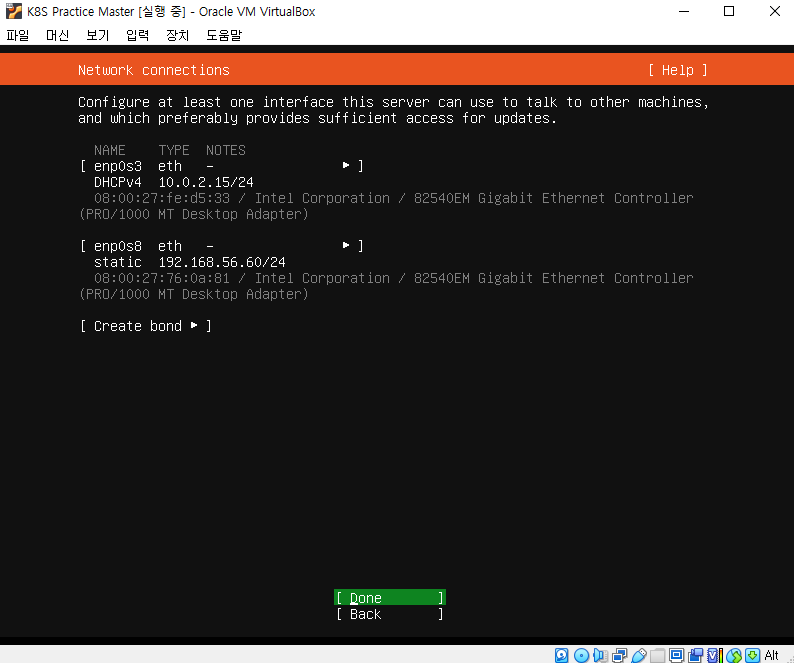 K8S Practice Master [실행 중] - Oracle VM VirtualBox
파일 머신 보기 입력 장치 도움말
Network connections [ Help ]
Configure at least one interface this server can use to talk to other machines,
and which preferably provides sufficient access for updates.
NAME TYPE NOTES
[ enp0s3 eth - ▸ ]
DHCPv4 10.0.2.15/24
08:00:27:fe:d5:33 / Intel Corporation / 82540EM Gigabit Ethernet Controller
(PRO/1000 MT Desktop Adapter)
[ enp0s8 eth - ▸ ]
static 192.168.56.60/24
08:00:27:76:0a:81 / Intel Corporation / 82540EM Gigabit Ethernet Controller
(PRO/1000 MT Desktop Adapter)
[ Create bond ▸ ]
[ Done ]
[ Back ]
Alt